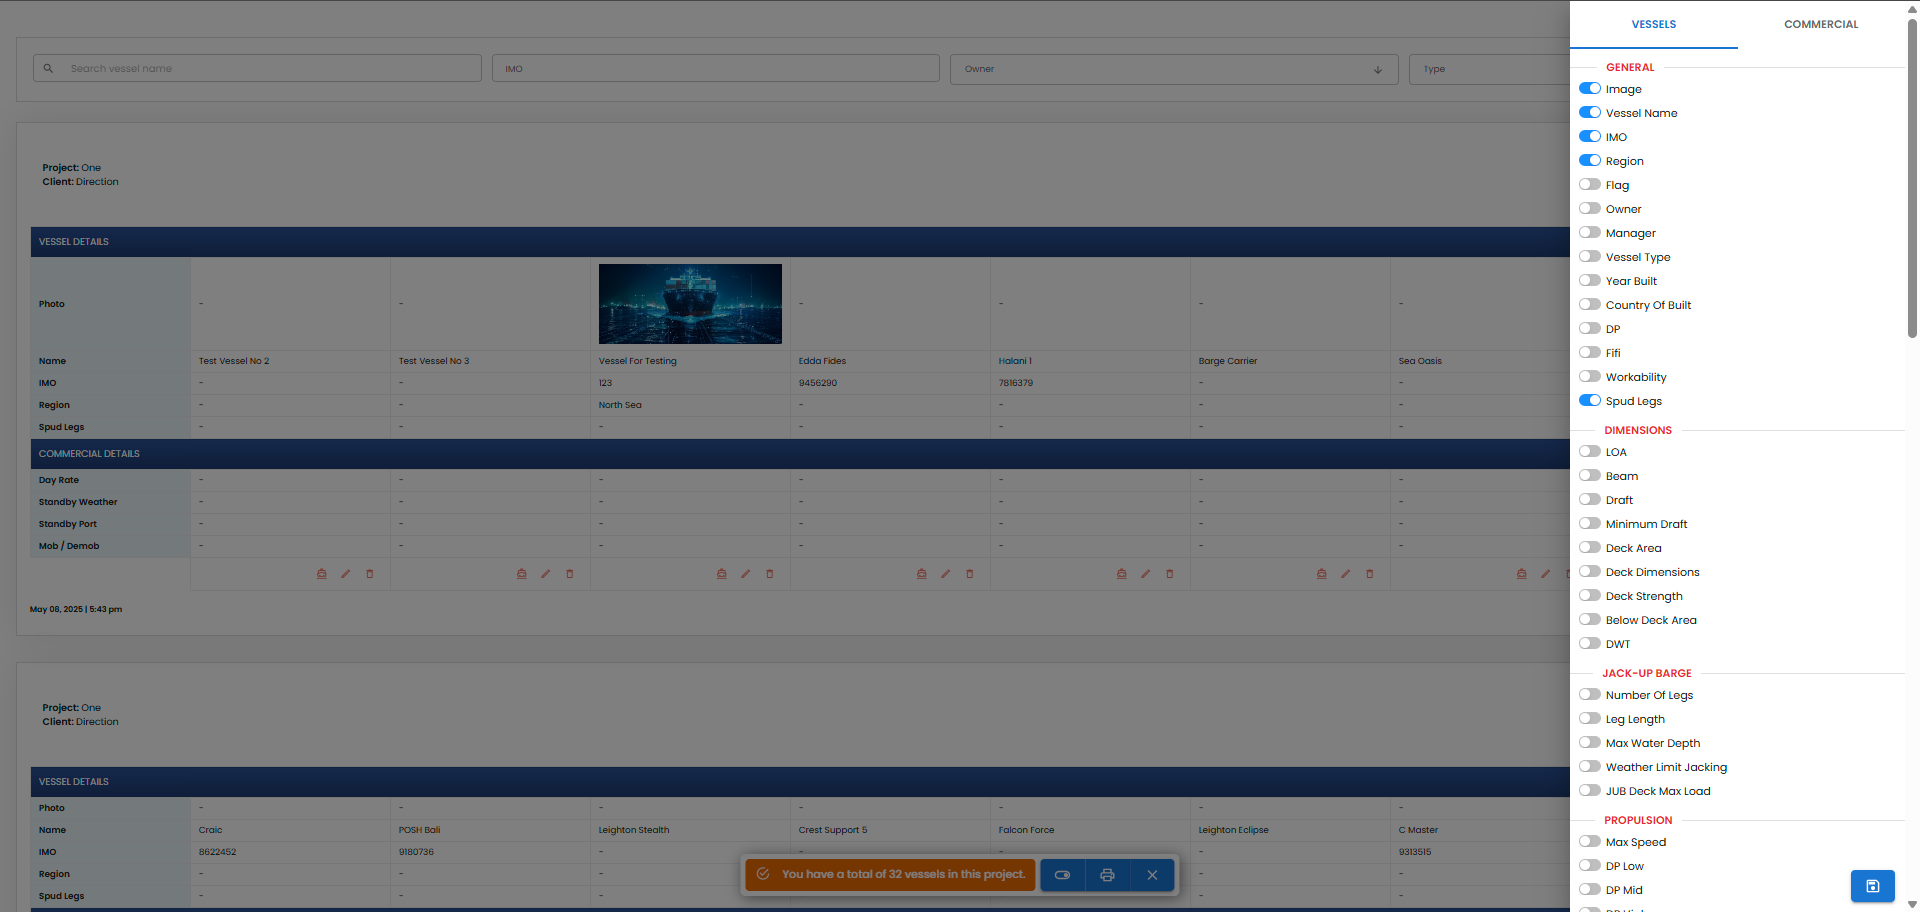 Search vessel name
IMO
Owner
Type
Project: One
Client: Direction
VESSEL DETAILS
Photo - - - - - -
Name Test Vessel No 2 Test Vessel No 3 Vessel For Testing Edda Fides Halani 1 Barge Carrier Sea Oasis
IMO - - 123 9456290 7816379 - -
Region - - North Sea - - - -
Spud Legs - - - - - - -
COMMERCIAL DETAILS
Day Rate - - - - - - -
Standby Weather - - - - - - -
Standby Port - - - - - - -
Mob / Demob - - - - - - -
May 08, 2025 | 5:43 pm
Project: One
Client: Direction
VESSEL DETAILS
Photo - - - - - - -
Name Craic POSH Bali Leighton Stealth Crest Support 5 Falcon Force Leighton Eclipse C Master
IMO 8622452 9180736 - - - - 9313515
Region - - -
Spud Legs - - -
You have a total of 32 vessels in this project.
VESSELS
COMMERCIAL
GENERAL
Image
Vessel Name
IMO
Region
Flag
Owner
Manager
Vessel Type
Year Built
Country Of Built
DP
Fifi
Workability
Spud Legs
DIMENSIONS
LOA
Beam
Draft
Minimum Draft
Deck Area
Deck Dimensions
Deck Strength
Below Deck Area
DWT
JACK-UP BARGE
Number Of Legs
Leg Length
Max Water Depth
Weather Limit Jacking
JUB Deck Max Load
PROPULSION
Max Speed
DP Low
DP Mid